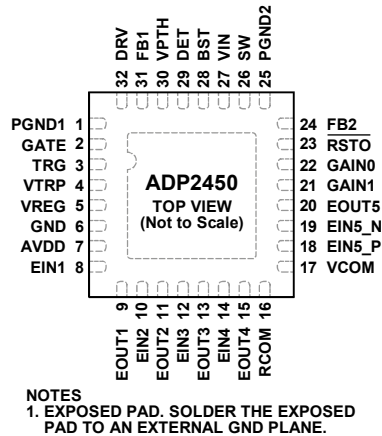 32 DRV
31 FB1
30 VPTH
29 DET
28 BST
27 VIN
26 SW
25 PGND2
PGND1 1
GATE 2
TRG 3
VTRP 4
VREG 5
GND 6
AVDD 7
EIN1 8
ADP2450
TOP VIEW
(Not to Scale)
24 FB2
23 RSTO
22 GAIN0
21 GAIN1
20 EOUT5
19 EIN5_N
18 EIN5_P
17 VCOM
EOUT1 9
EIN2 10
EOUT2 11
EIN3 12
EOUT3 13
EIN4 14
EOUT4 15
RCOM 16
NOTES
1. EXPOSED PAD. SOLDER THE EXPOSED
PAD TO AN EXTERNAL GND PLANE.